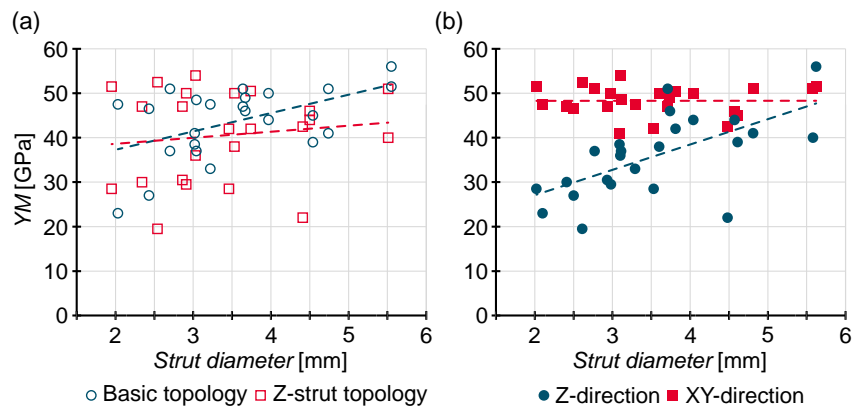 (a)
(b)
YM [GPa]
60
50
40
30
20
10
0
2 3 4 5 6
Strut diameter [mm]
Basic topology Z-strut topology
60
50
40
30
20
10
0
2 3 4 5 6
Strut diameter [mm]
Z-direction XY-direction